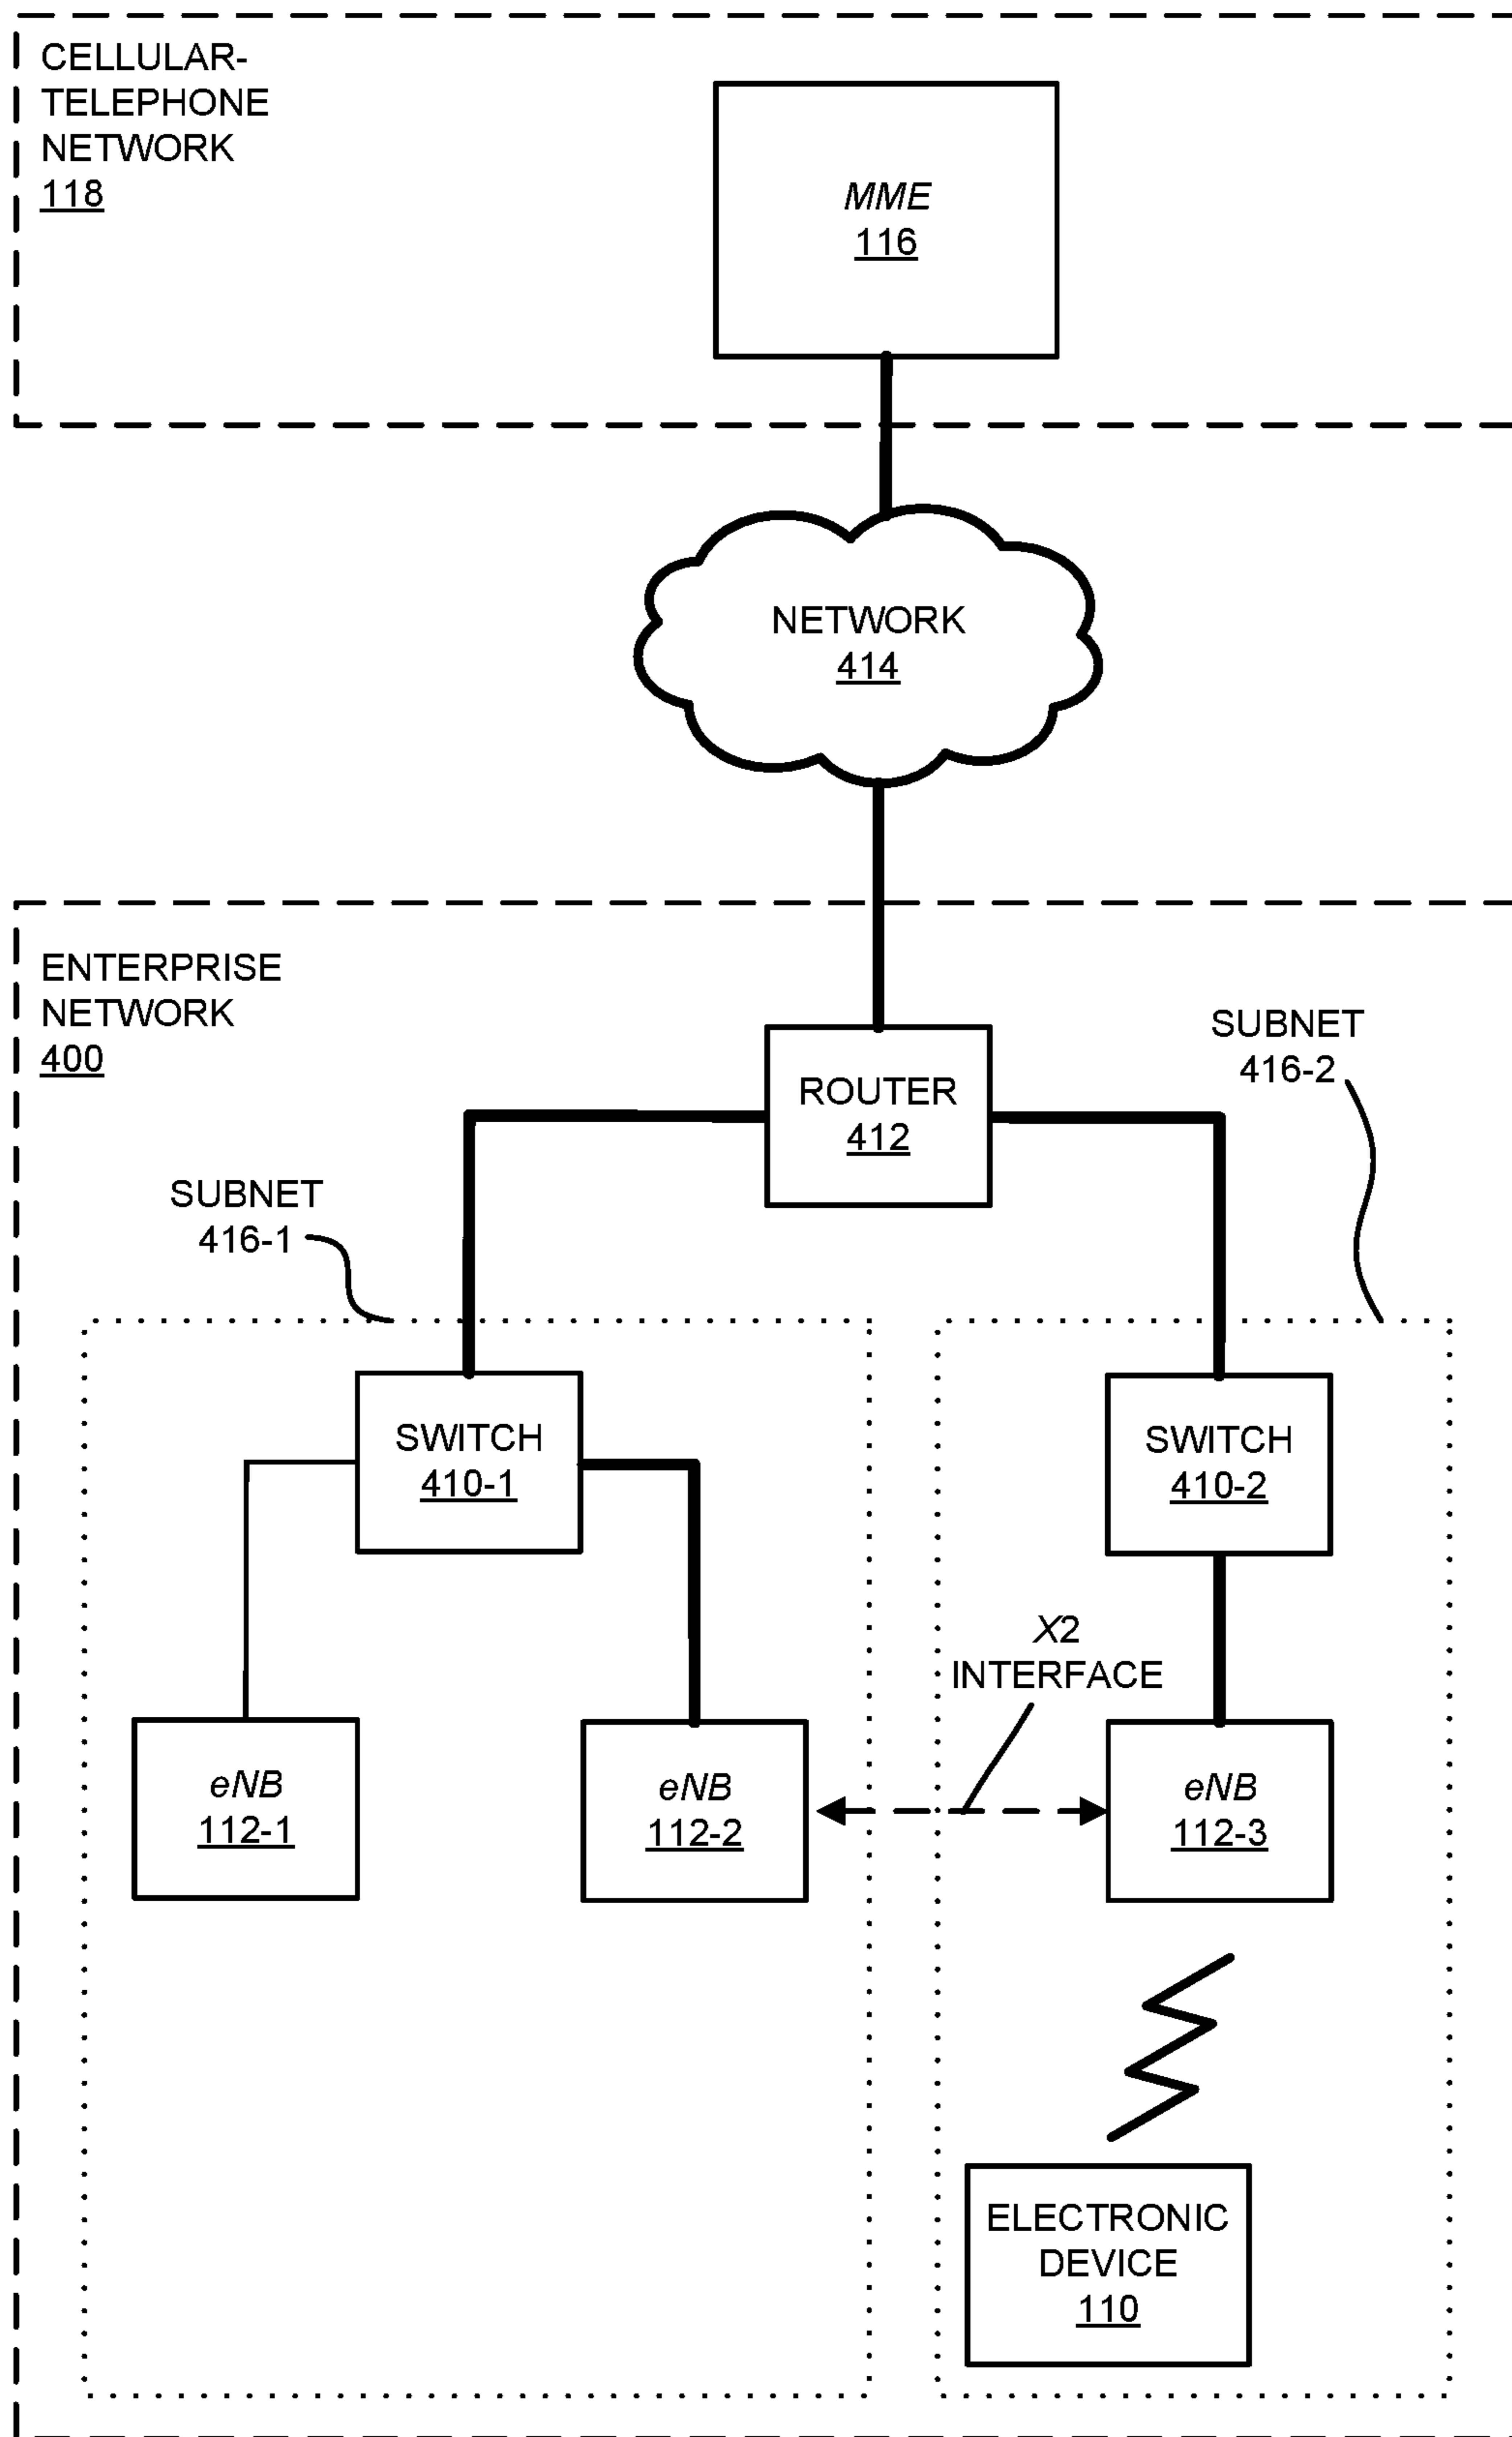 CELLULAR-
TELEPHONE
NETWORK
118
MME
116
NETWORK
414
ENTERPRISE
NETWORK
400
SUBNET
416-2
ROUTER
412
SUBNET
416-1
SWITCH
410-1
SWITCH
410-2
X2
INTERFACE
eNB
112-1
eNB
112-2
eNB
112-3
ELECTRONIC
DEVICE
110